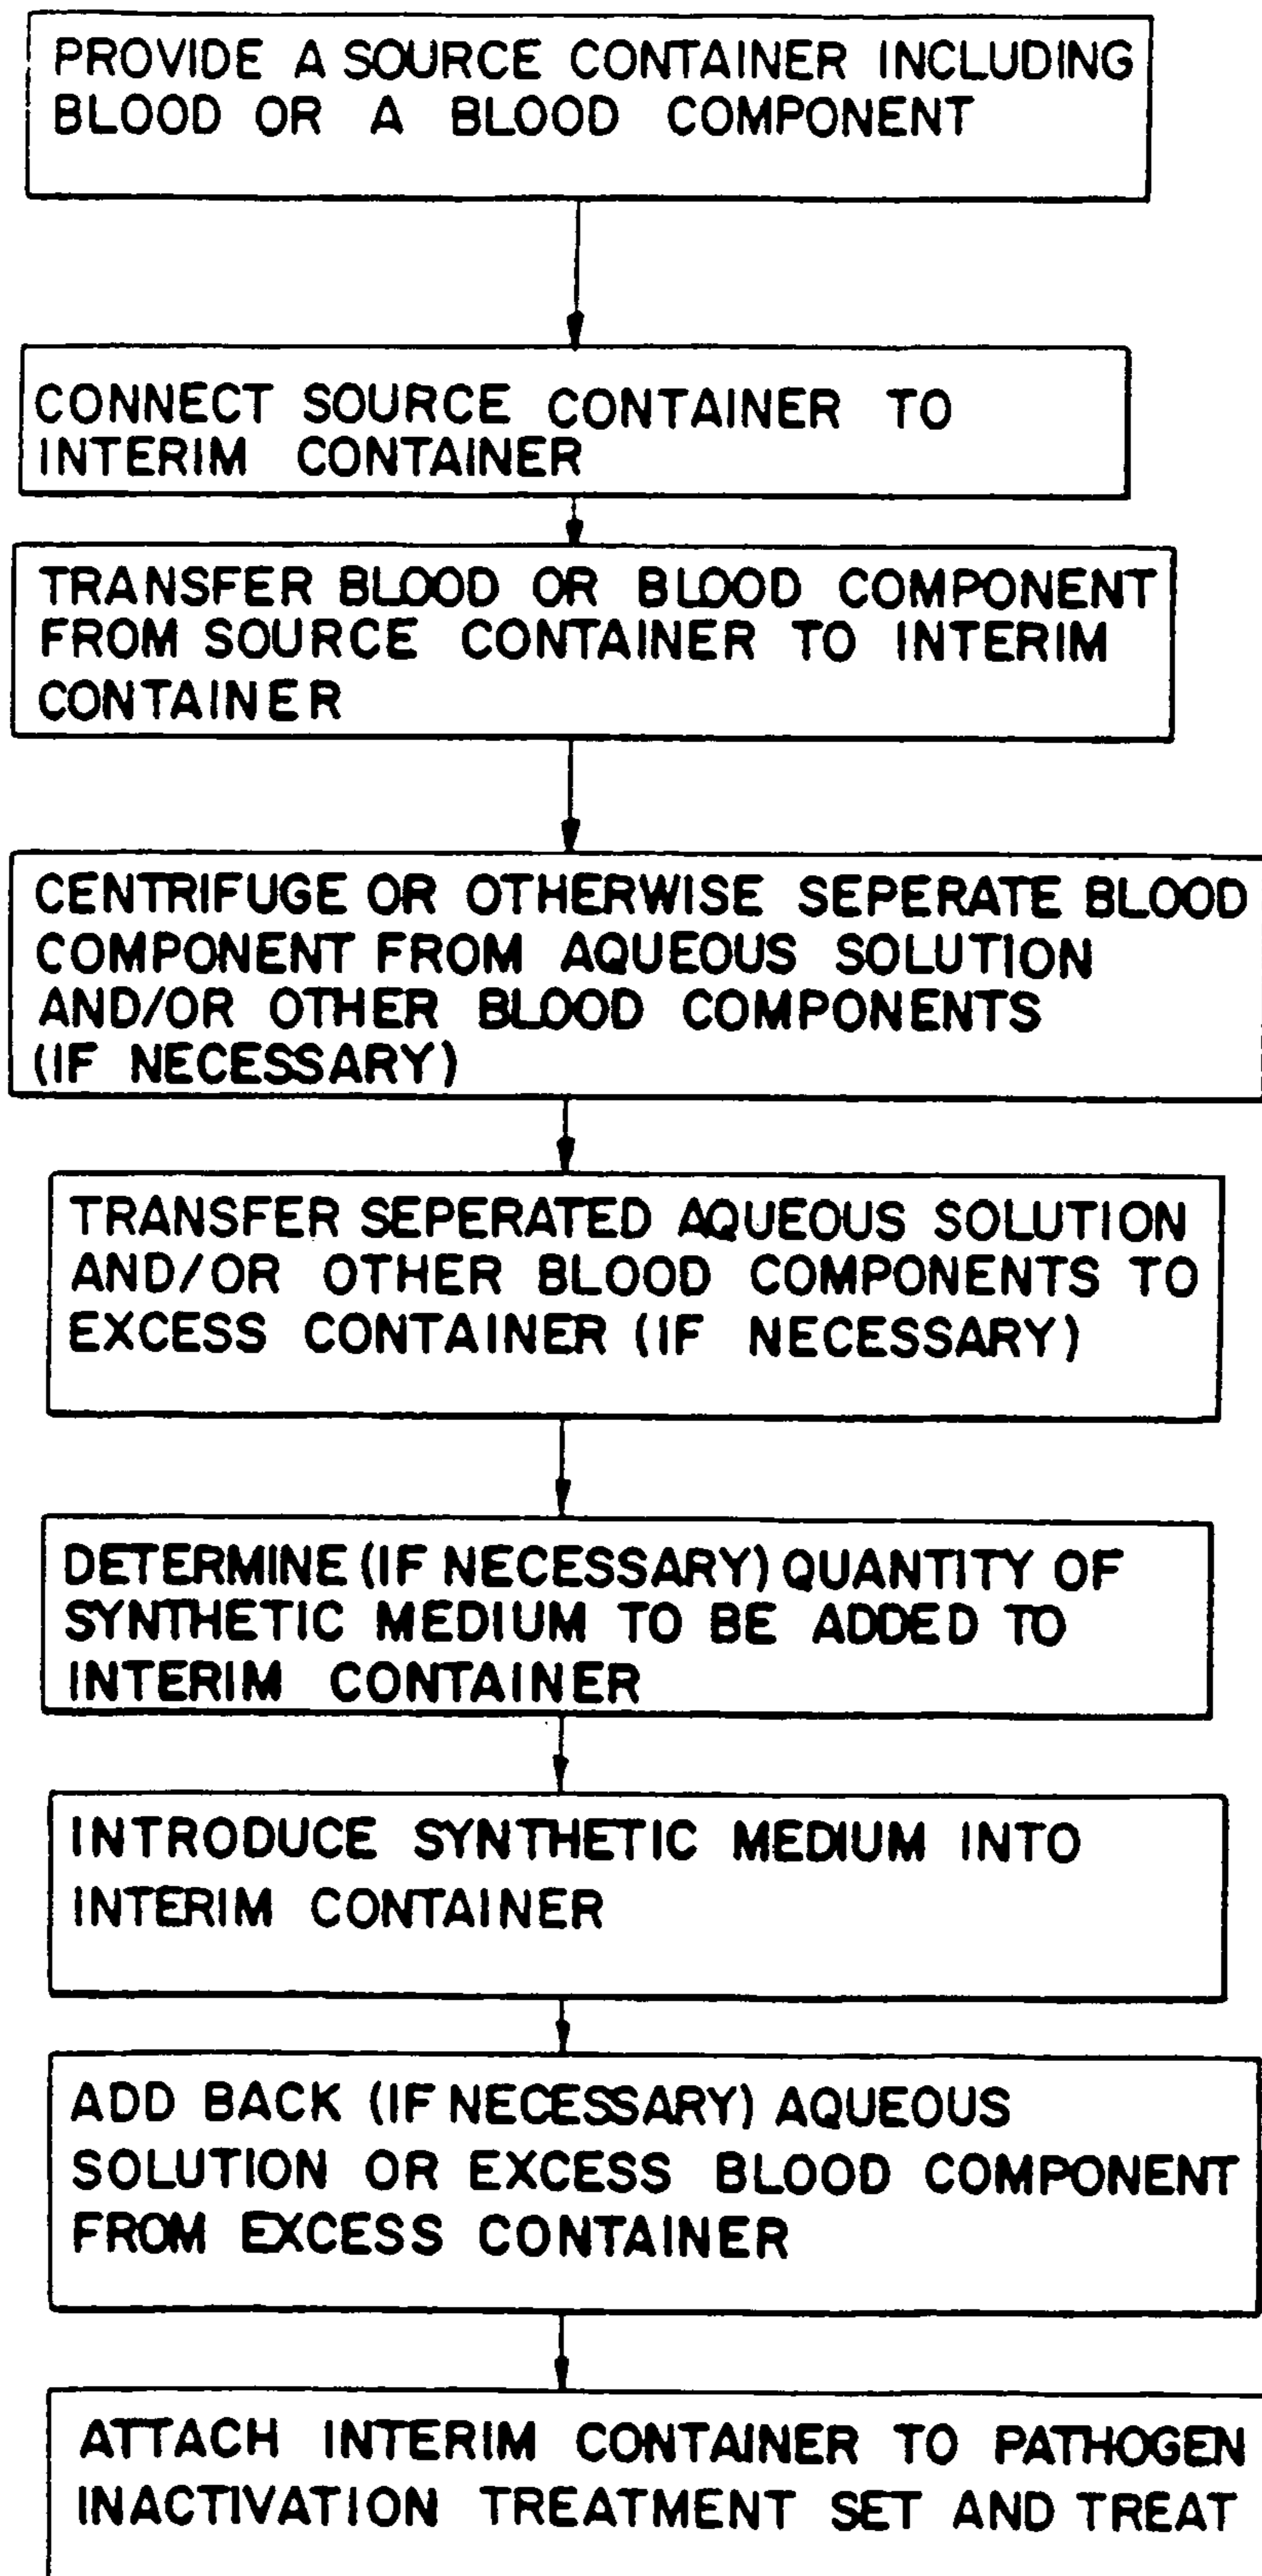 PROVIDE A SOURCE CONTAINER INCLUDING
BLOOD OR A BLOOD COMPONENT
CONNECT SOURCE CONTAINER TO
INTERIM CONTAINER
TRANSFER BLOOD OR BLOOD COMPONENT
FROM SOURCE CONTAINER TO INTERIM
CONTAINER
CENTRIFUGE OR OTHERWISE SEPERATE BLOOD
COMPONENT FROM AQUEOUS SOLUTION
AND/OR OTHER BLOOD COMPONENTS
(IF NECESSARY)
TRANSFER SEPERATED AQUEOUS SOLUTION
AND/OR OTHER BLOOD COMPONENTS TO
EXCESS CONTAINER (IF NECESSARY)
DETERMINE (IF NECESSARY) QUANTITY OF
SYNTHETIC MEDIUM TO BE ADDED TO
INTERIM CONTAINER
INTRODUCE SYNTHETIC MEDIUM INTO
INTERIM CONTAINER
ADD BACK (IF NECESSARY) AQUEOUS
SOLUTION OR EXCESS BLOOD COMPONENT
FROM EXCESS CONTAINER
ATTACH INTERIM CONTAINER TO PATHOGEN
INACTIVATION TREATMENT SET AND TREAT